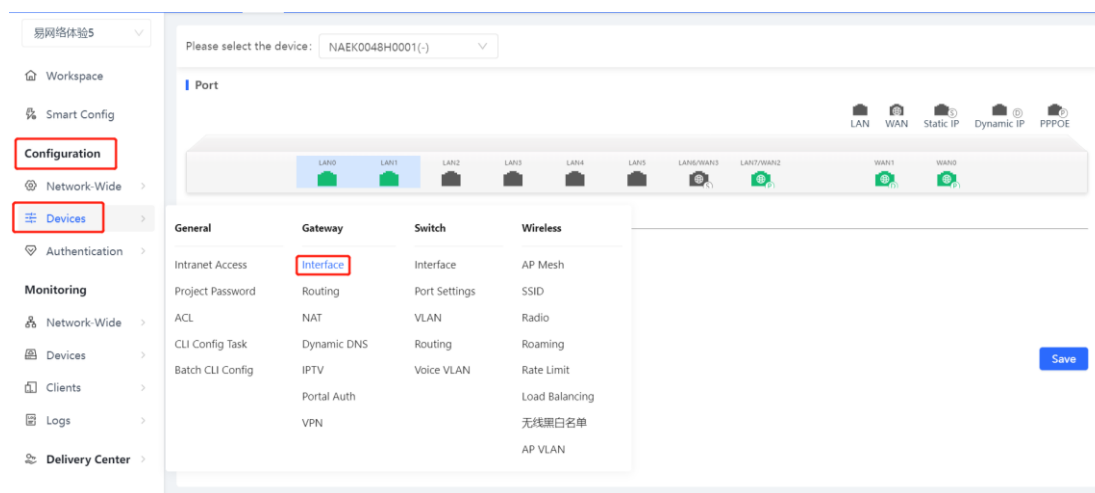 易网络体验5
Workspace
Smart Config
Configuration
Network-Wide
Devices
Authentication
Monitoring
Network-Wide
Devices
Clients
Logs
Delivery Center
Please select the device: NAEK0048H0001(-)
Port
LAN WAN Static IP Dynamic IP PPPOE
LAN0 LAN1 LAN2 LAN3 LAN4 LAN5 LAN6/WAN3 LAN7/WAN2 WAN1 WAN0
General
Intranet Access
Project Password
ACL
CLI Config Task
Batch CLI Config
Gateway
Interface
Routing
NAT
Dynamic DNS
IPTV
Portal Auth
VPN
Switch
Interface
Port Settings
VLAN
Routing
Voice VLAN
Wireless
AP Mesh
SSID
Radio
Roaming
Rate Limit
Load Balancing
无线黑白名单
AP VLAN
Save